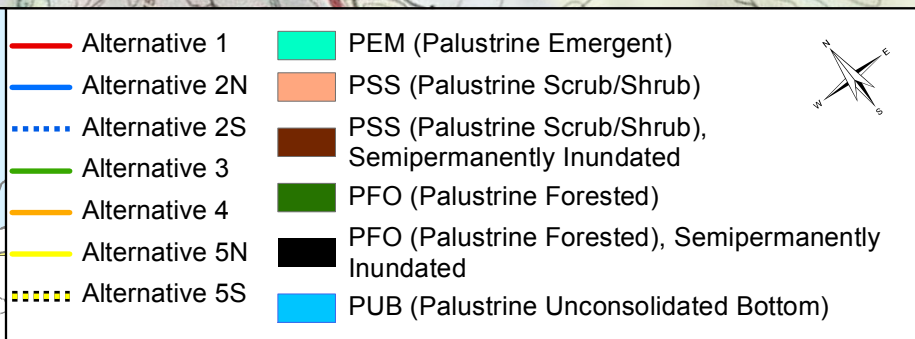 Alternative 1
Alternative 2N
Alternative 2S
Alternative 3
Alternative 4
Alternative 5N
Alternative 5S
PEM (Palustrine Emergent)
PSS (Palustrine Scrub/Shrub)
PSS (Palustrine Scrub/Shrub),
Semipermanently Inundated
PFO (Palustrine Forested)
PFO (Palustrine Forested), Semipermanently
Inundated
PUB (Palustrine Unconsolidated Bottom)
N
E
W
S